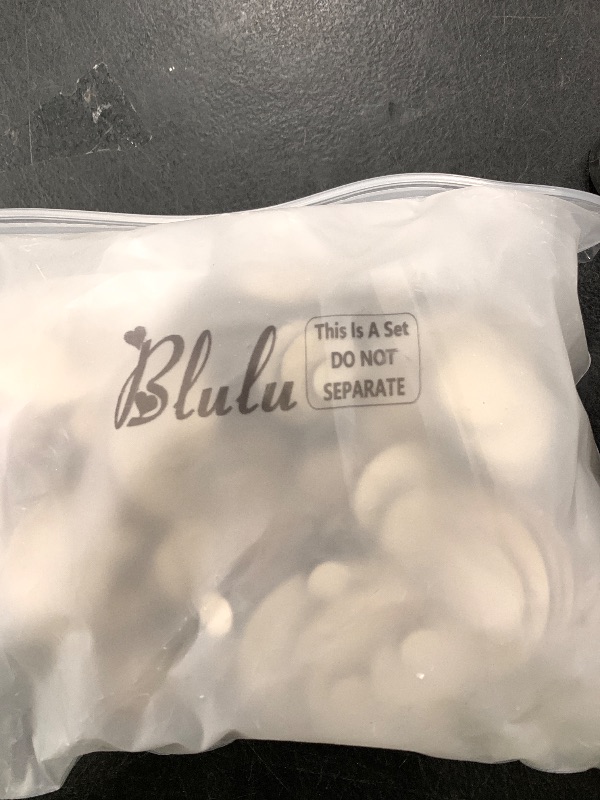 Blulu
This Is A Set
DO NOT
SEPARATE